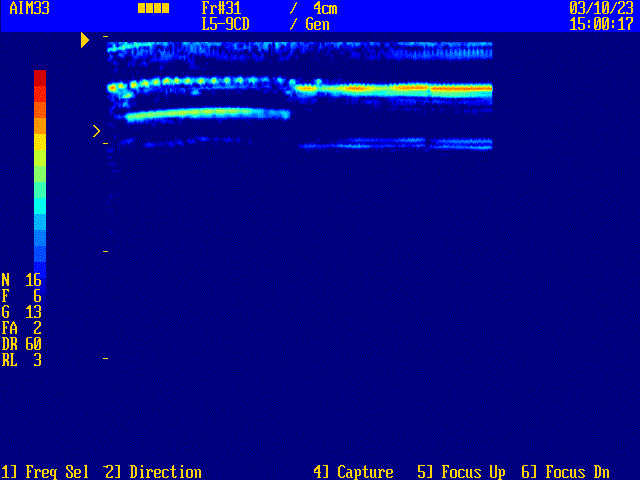 AIM33 Fr#31 / 4cm 03/10/23
L5-9CD / Gen 15:00:17
N 16
F 6
G 13
FA 2
DR 60
RL 3
1] Freq Sel 2] Direction 4] Capture 5] Focus Up 6] Focus Dn